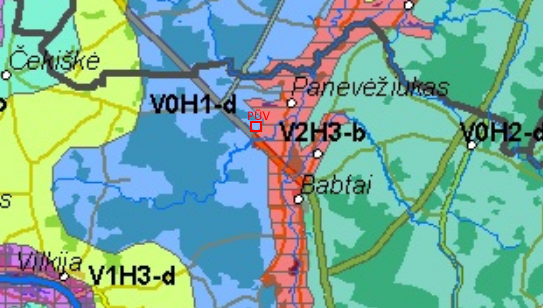 Čekiškė
Panevėžiukas
V0H1-d
PŪV
V2H3-b
V0H2-d
Babtai
s
Vilkija
V1H3-d